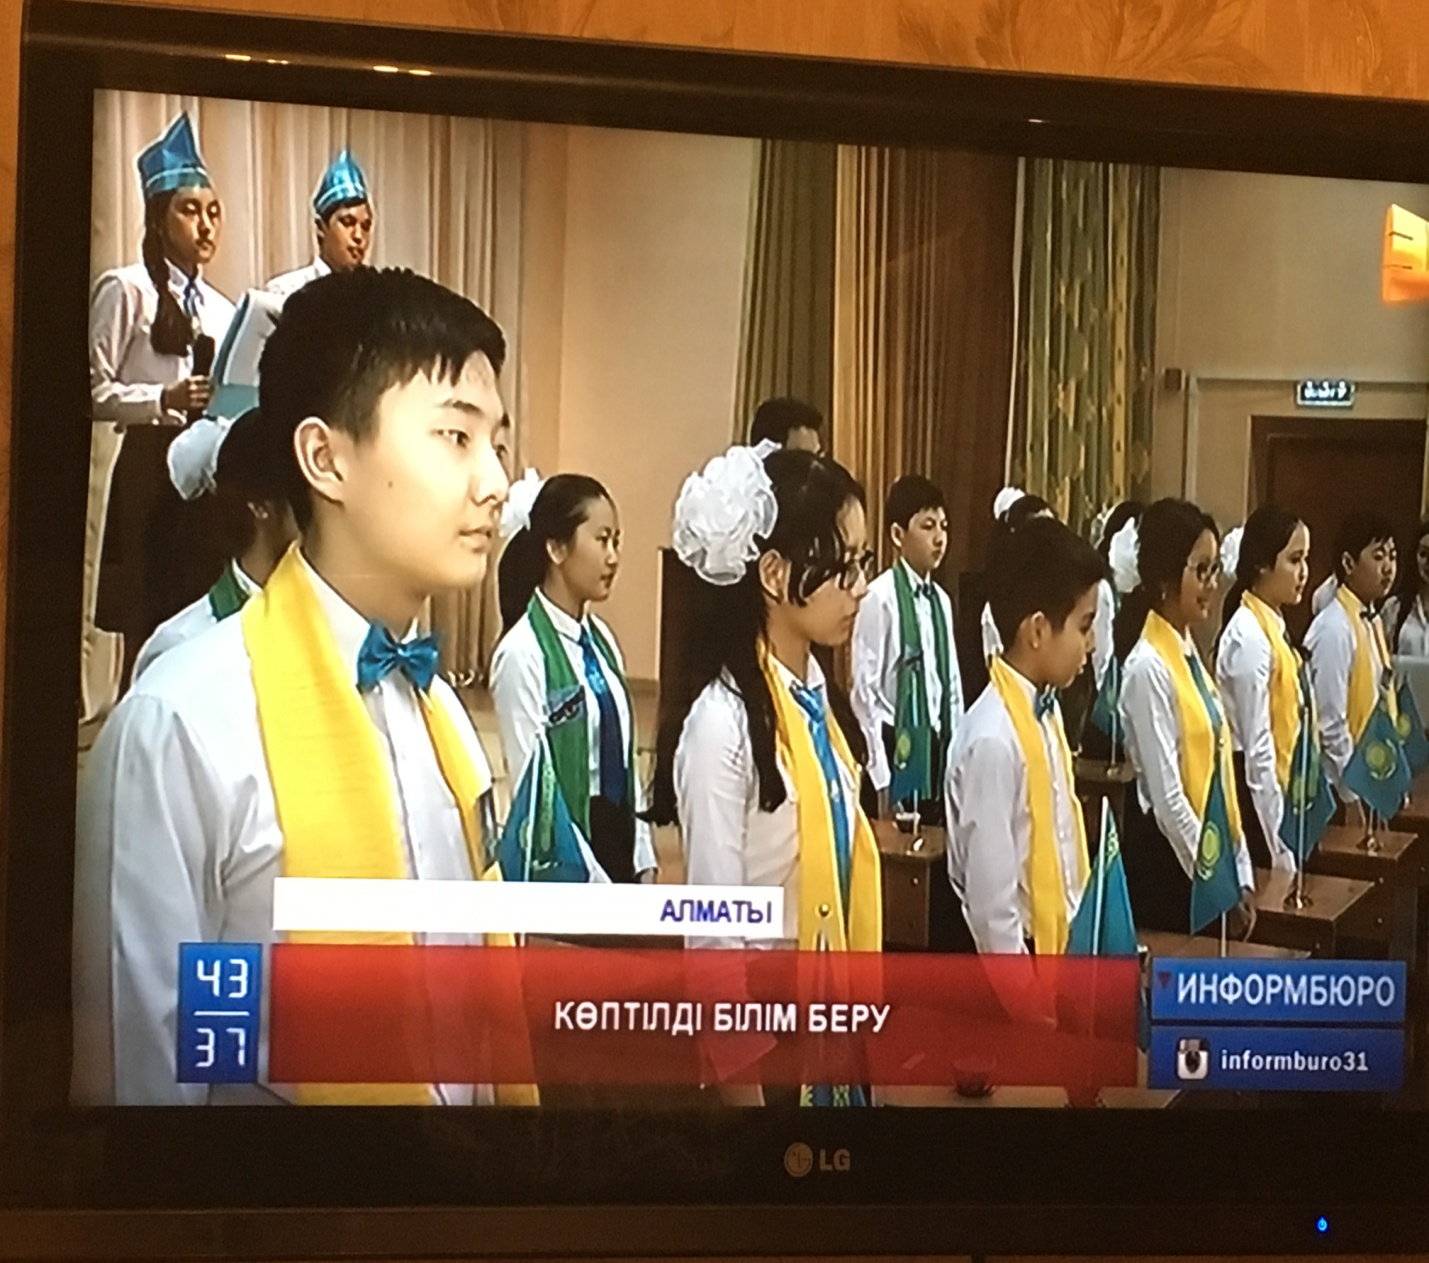 АЛМАТЫ
43
37
КӨПТІЛДІ БІЛІМ БЕРУ
ИНФОРМБЮРО
informburo31
LG